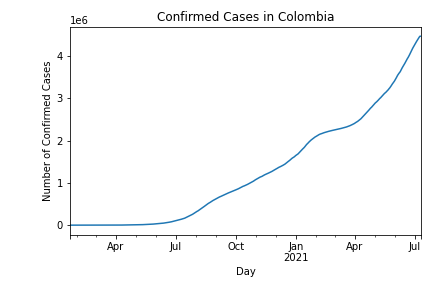 Confirmed Cases in Colombia
1e6
4
3
2
1
0
Number of Confirmed Cases
Apr Jul Oct Jan Apr Jul
2021
Day